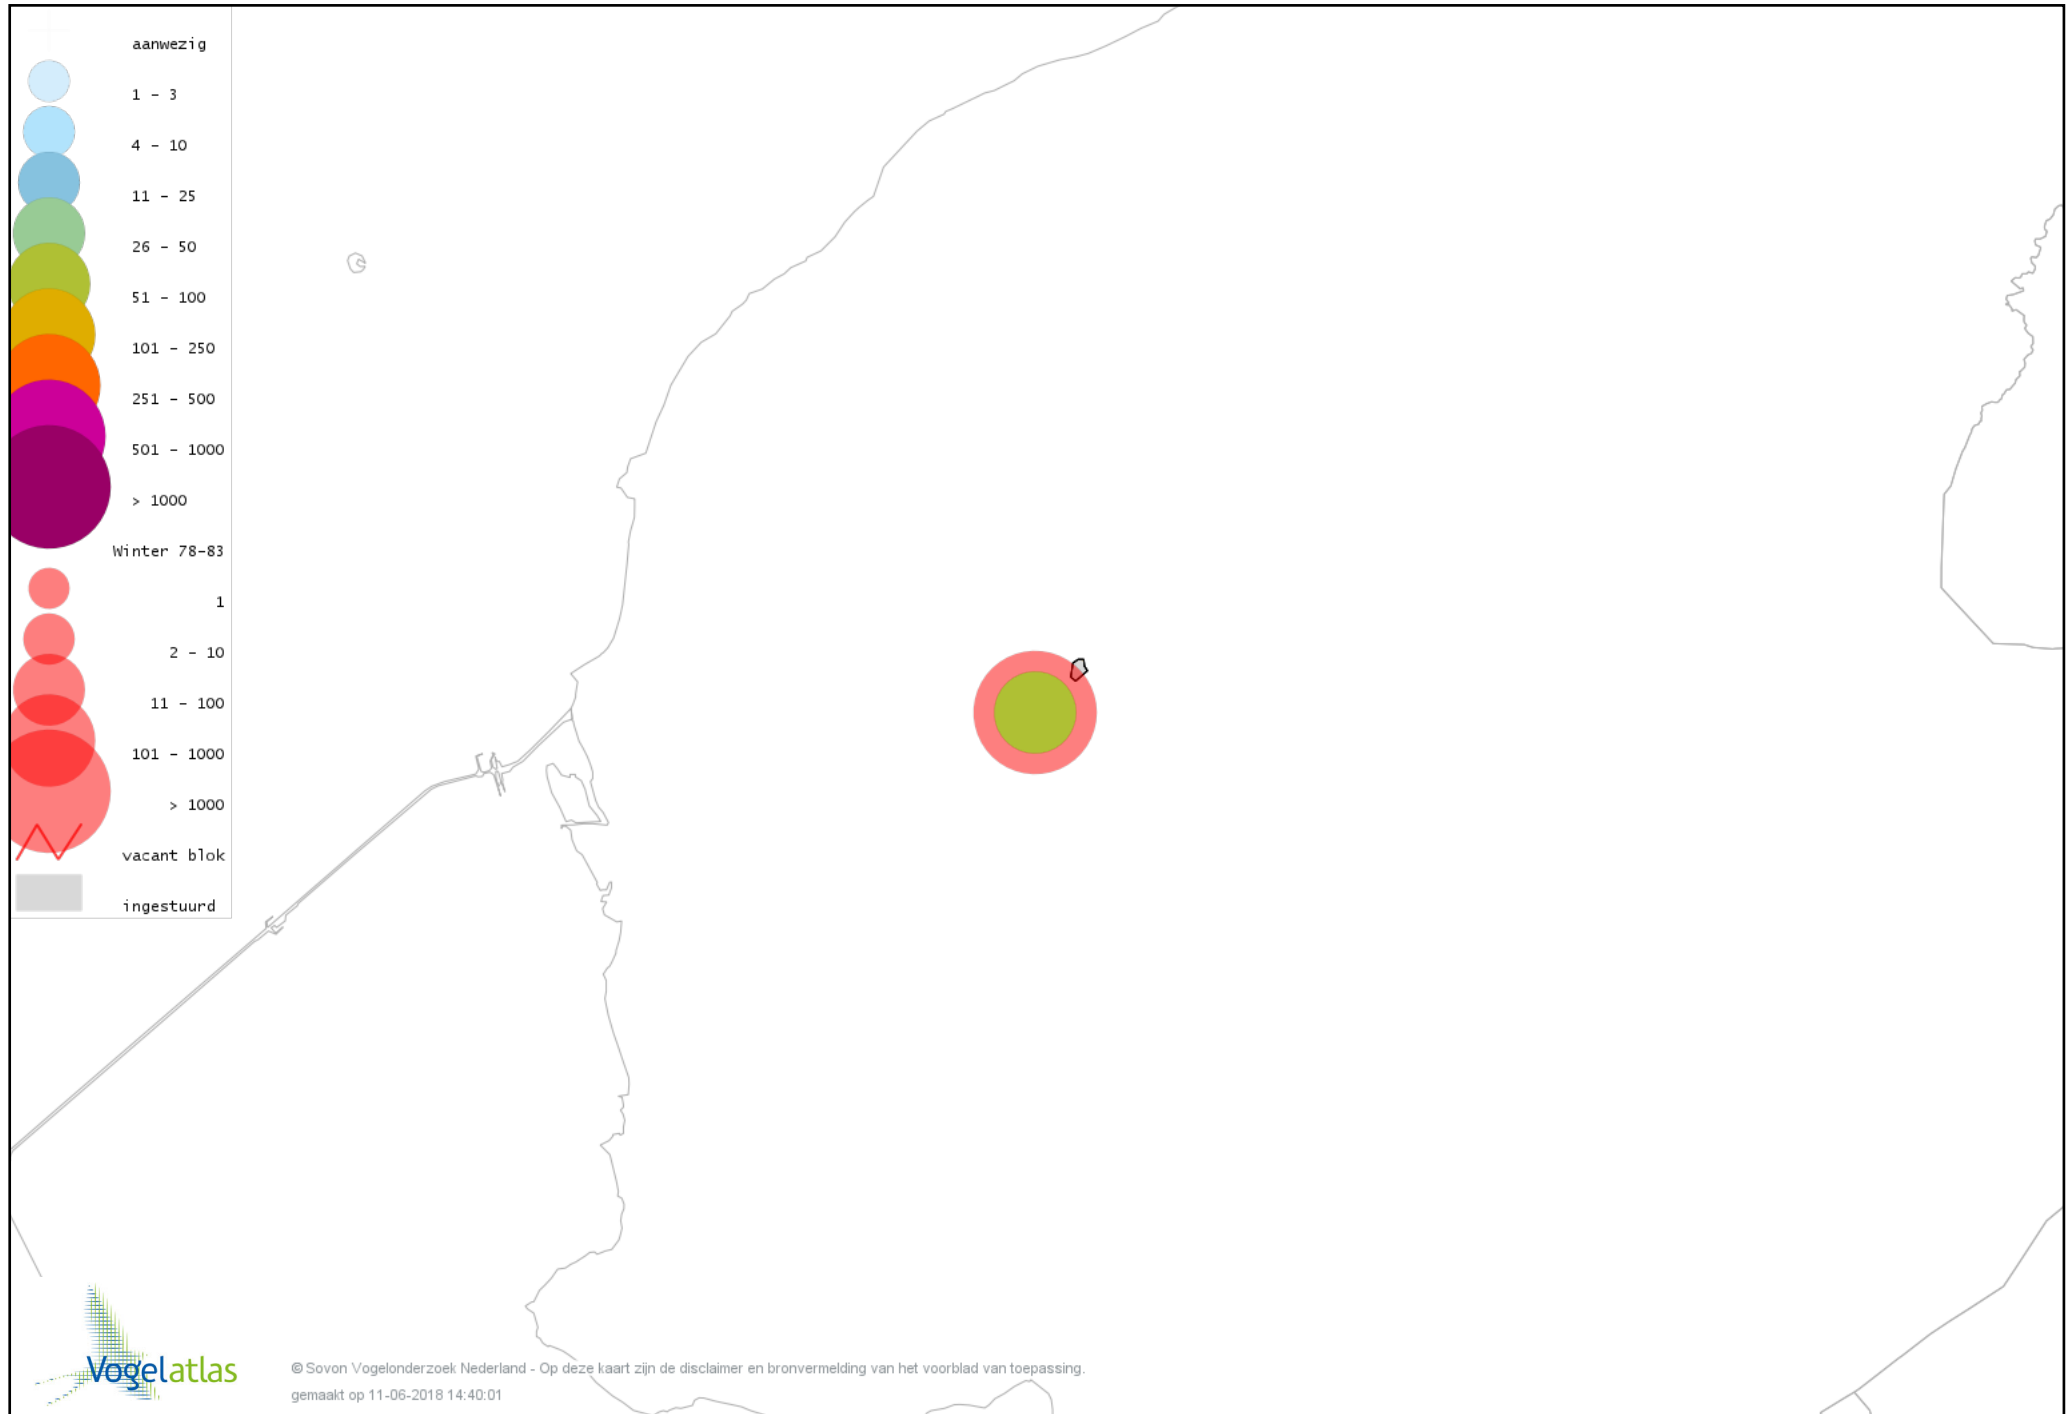 aanwezig
1 - 3
4 - 10
11 - 25
26 - 50
51 - 100
101 - 250
251 - 500
501 - 1000
> 1000
Winter 78-83
1
2 - 10
11 - 100
101 - 1000
> 1000
vacant blok
ingestuurd
Vogelatlas
© Sovon Vogelonderzoek Nederland - Op deze kaart zijn de disclaimer en bronvermelding van het voorblad van toepassing.
gemaakt op 11-06-2018 14:40:01